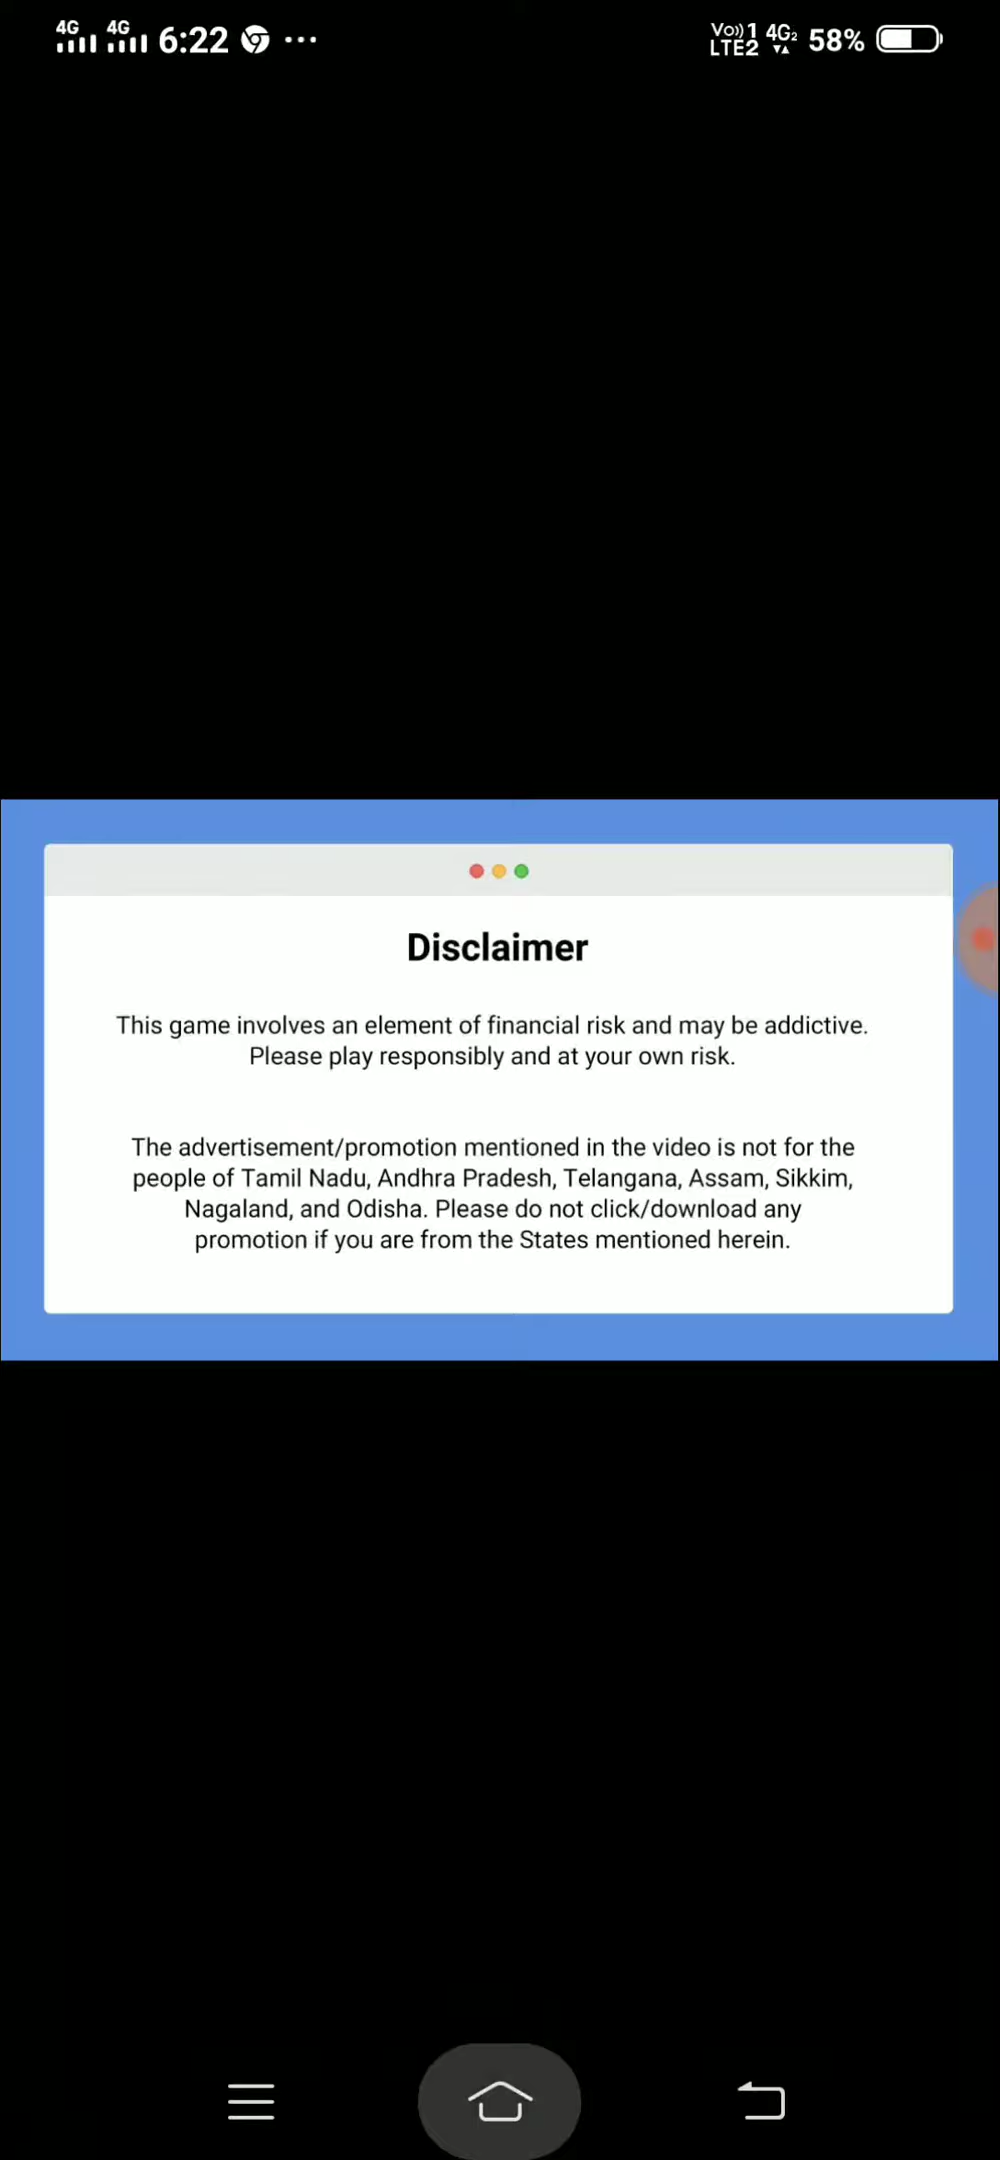 4G 4G 6:22 ... Vo)) 1 4G2 58%
LTE2
Disclaimer
This game involves an element of financial risk and may be addictive.
Please play responsibly and at your own risk.
The advertisement/promotion mentioned in the video is not for the
people of Tamil Nadu, Andhra Pradesh, Telangana, Assam, Sikkim,
Nagaland, and Odisha. Please do not click/download any
promotion if you are from the States mentioned herein.